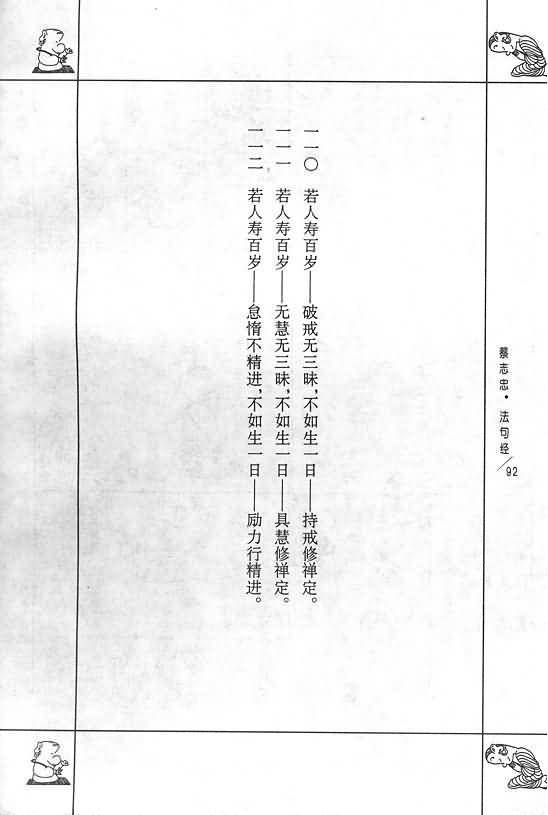 一一〇 若人寿百岁——破戒无三昧,不如生一日——持戒修禅定。
一一一 若人寿百岁——无慧无三昧,不如生一日——具慧修禅定。
一一二 若人寿百岁——怠惰不精进,不如生一日——励力行精进。
蔡志忠·法句经/92